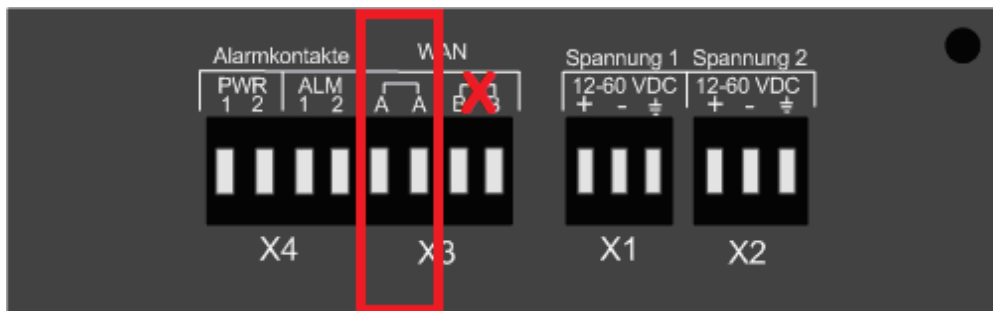 Alarmkontakte WAN Spannung 1 Spannung 2
PWR ALM 12-60 VDC 12-60 VDC
1 2 1 2 A A B B + - ⏚ + - ⏚
X4 X3 X1 X2